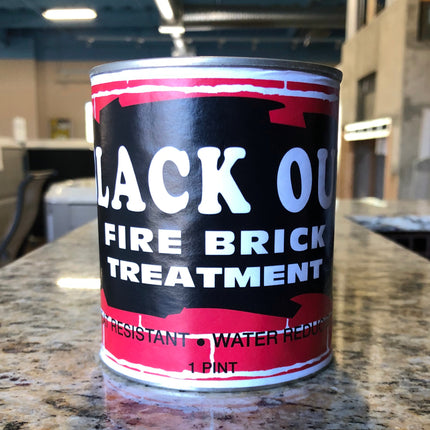 LACK OU
FIRE BRICK
TREATMENT
RESISTANT • WATER REDU
1 PINT